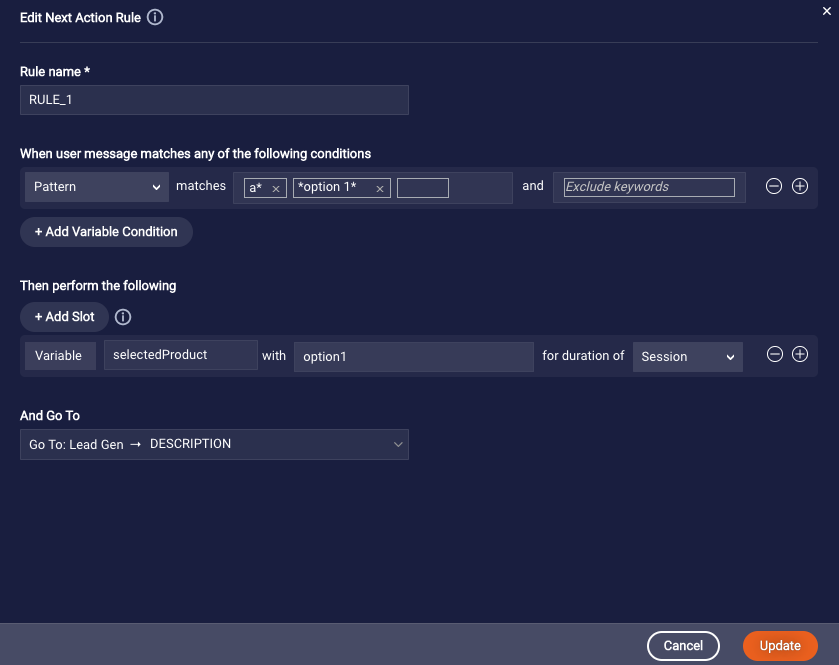 Edit Next Action Rule
Rule name *
RULE_1
When user message matches any of the following conditions
Pattern matches a* × *option 1* × and Exclude keywords
+ Add Variable Condition
Then perform the following
+ Add Slot
Variable selectedProduct with option1 for duration of Session
And Go To
Go To: Lead Gen → DESCRIPTION
Cancel Update